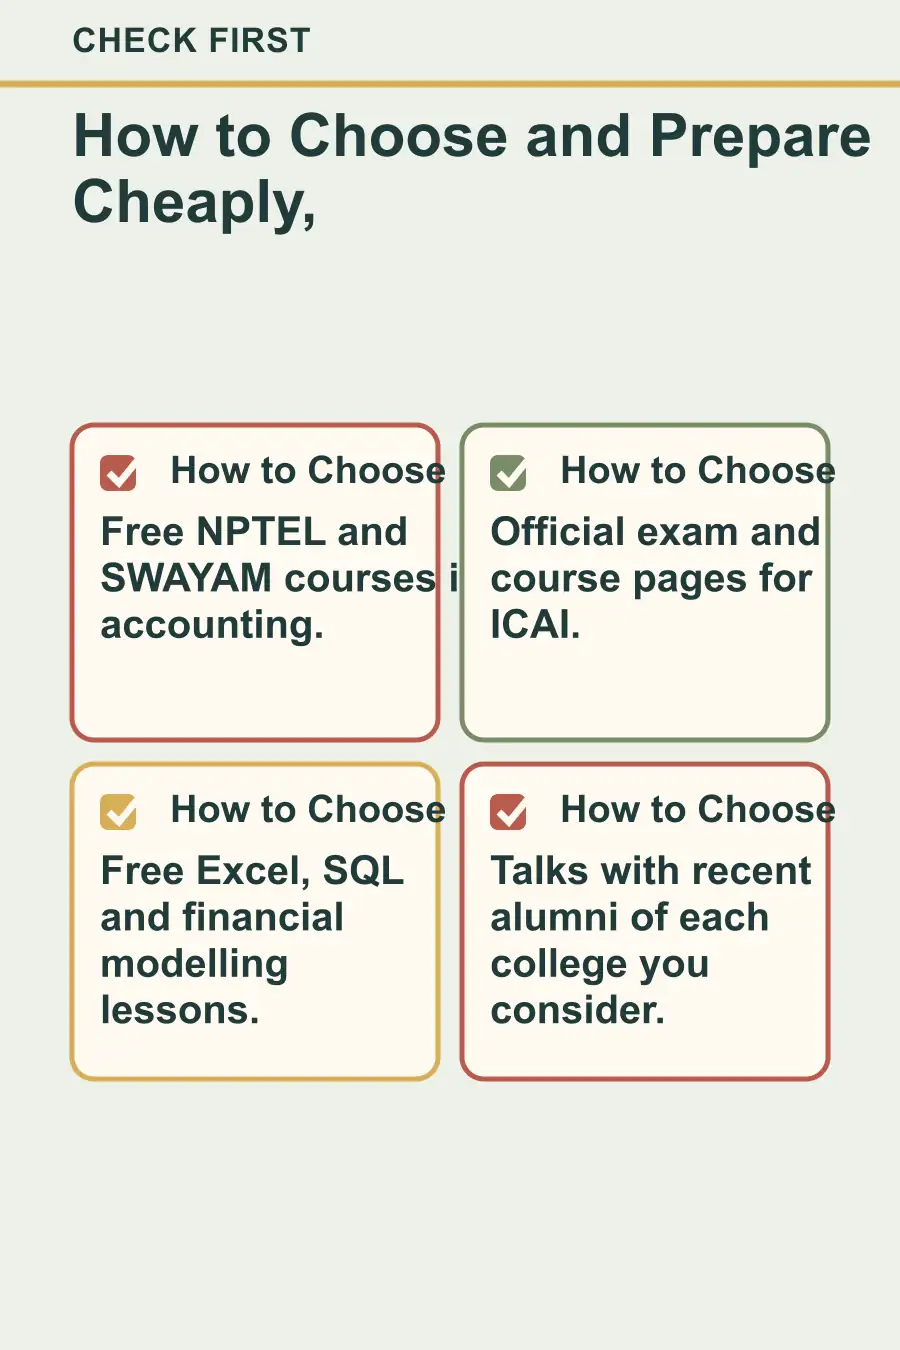 CHECK FIRST
How to Choose and Prepare
Cheaply,
How to Choose
Free NPTEL and
SWAYAM courses i
accounting.
How to Choose
Official exam and
course pages for
ICAI.
How to Choose
Free Excel, SQL
and financial
modelling
lessons.
How to Choose
Talks with recent
alumni of each
college you
consider.